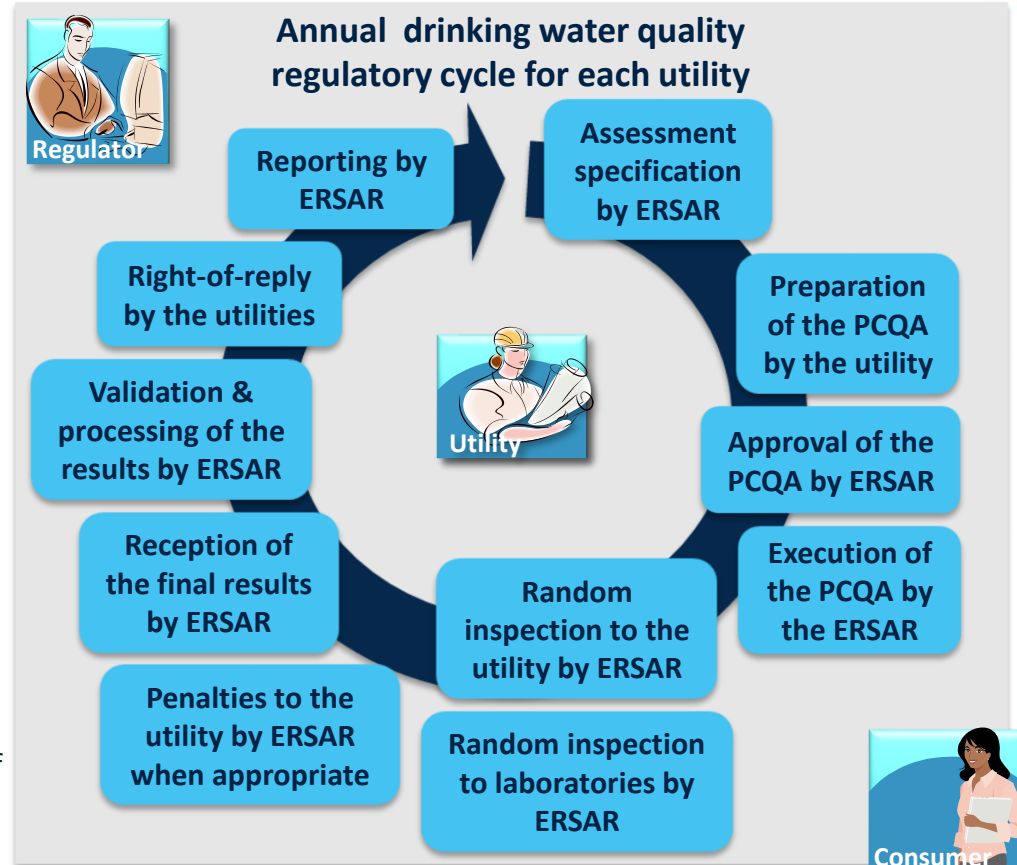 Annual drinking water quality
regulatory cycle for each utility
Regulator
Assessment
specification
by ERSAR
Preparation
of the PCQA
by the utility
Approval of the
PCQA by ERSAR
Execution of
the PCQA by
the ERSAR
Random
inspection to the
utility by ERSAR
Random inspection
to laboratories by
ERSAR
Penalties to the
utility by ERSAR
when appropriate
Reception of
the final results
by ERSAR
Validation &
processing of the
results by ERSAR
Right-of-reply
by the utilities
Reporting by
ERSAR
Utility
Consumer